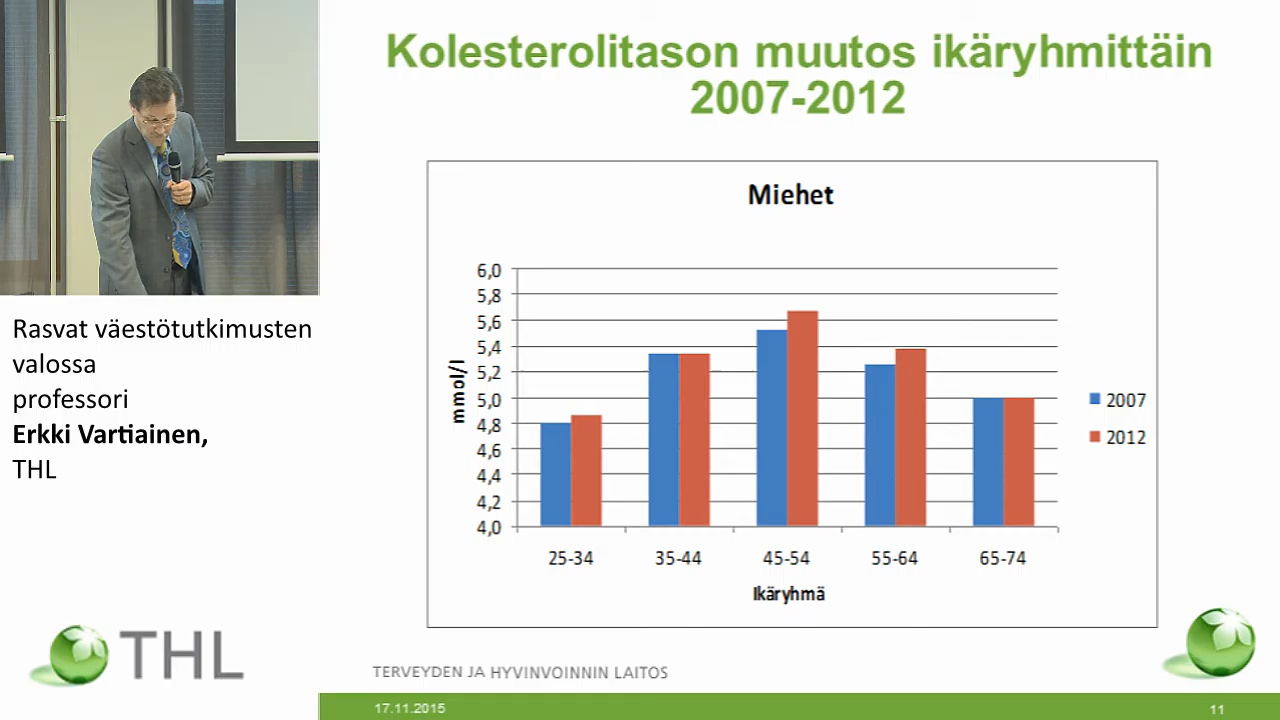 Kolesterolitason muutos ikäryhmittäin
2007-2012
Miehet
6,0
5,8
5,6
5,4
5,2
5,0
4,8
4,6
4,4
4,2
4,0
mmol/l
25-34
35-44
45-54
55-64
65-74
Ikäryhmä
2007
2012
Rasvat väestötutkimusten
valossa
professori
Erkki Vartiainen,
THL
THL
TERVEYDEN JA HYVINVOINNIN LAITOS
17.11.2015
11